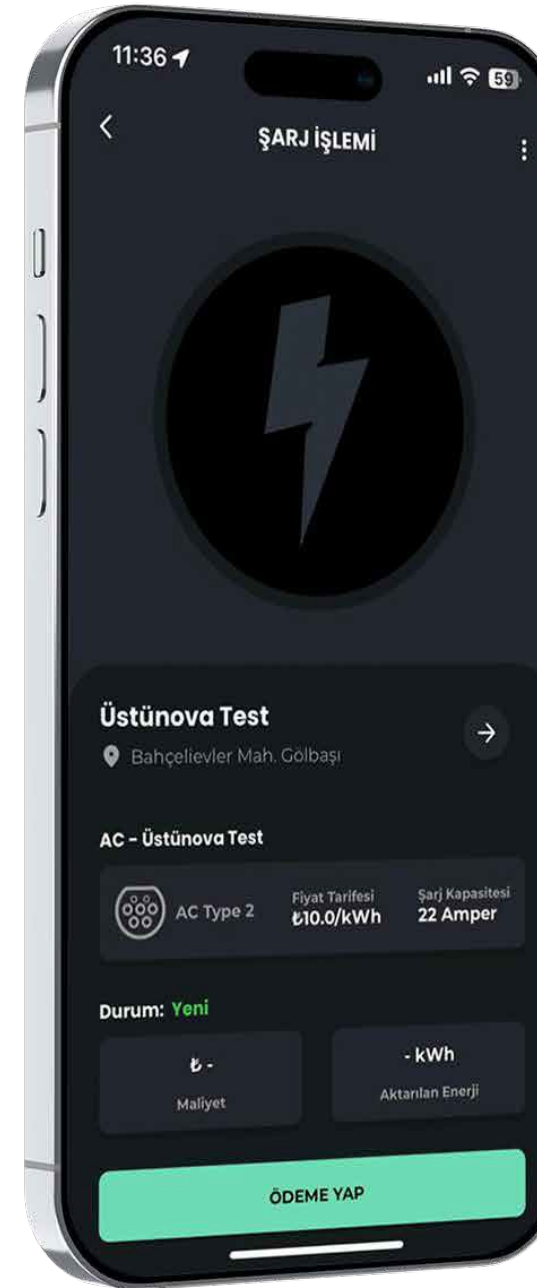 11:36
59
ŞARJ İŞLEMİ
Üstünova Test
Bahçelievler Mah. Gölbaşı
AC - Üstünova Test
AC Type 2
Fiyat Tarifesi
₺10.0/kWh
Şarj Kapasitesi
22 Amper
Durum: Yeni
₺ -
Maliyet
- kWh
Aktarılan Enerji
ÖDEME YAP